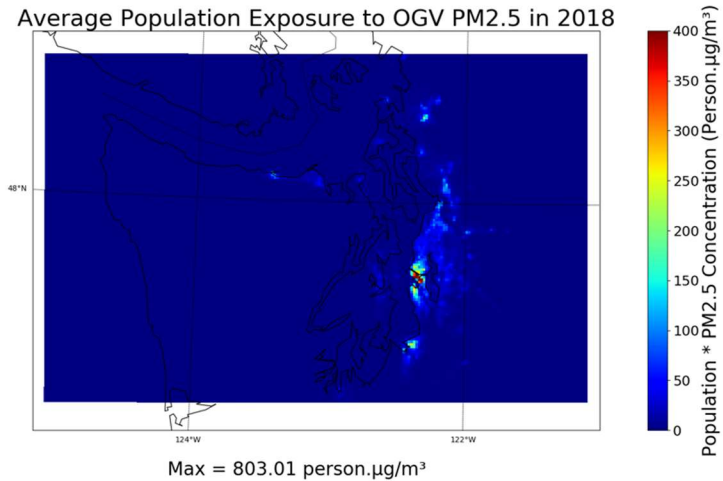 Average Population Exposure to OGV PM2.5 in 2018
400
350
300
250
200
150
100
50
0
Population * PM2.5 Concentration (Person.µg/m³)
48°N
124°W
122°W
Max = 803.01 person.µg/m³